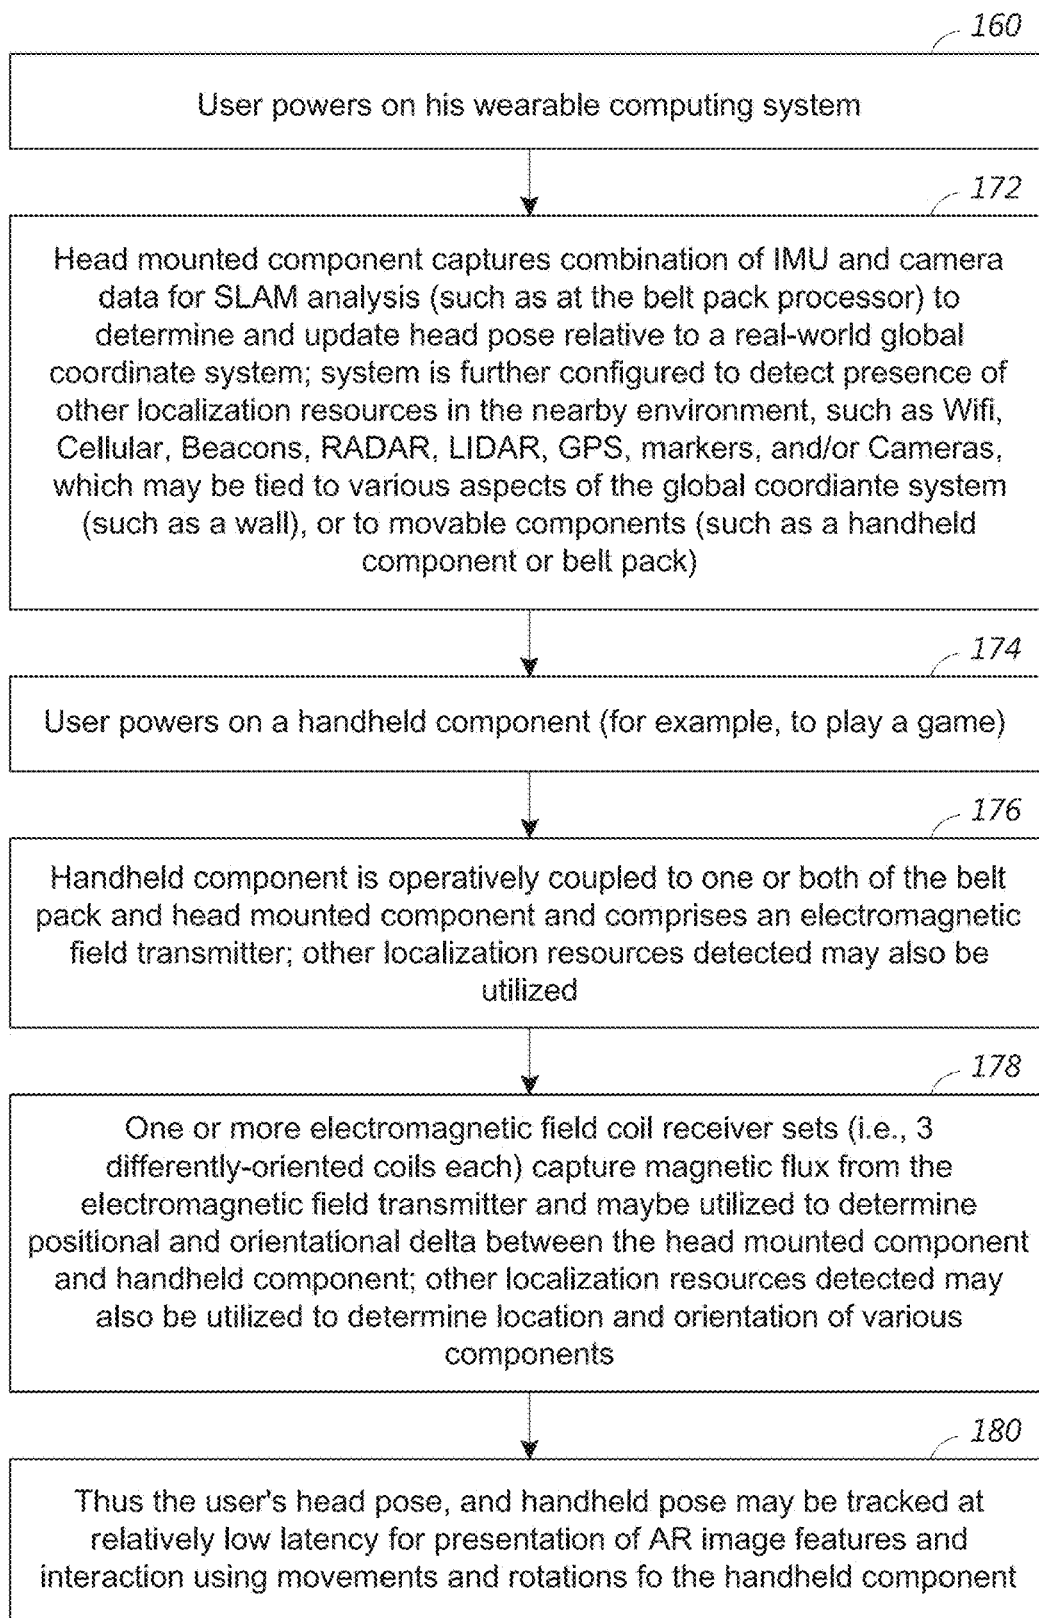 160
User powers on his wearable computing system
172
Head mounted component captures combination of IMU and camera
data for SLAM analysis (such as at the belt pack processor) to
determine and update head pose relative to a real-world global
coordinate system; system is further configured to detect presence of
other localization resources in the nearby environment, such as Wifi,
Cellular, Beacons, RADAR, LIDAR, GPS, markers, and/or Cameras,
which may be tied to various aspects of the global coordiante system
(such as a wall), or to movable components (such as a handheld
component or belt pack)
174
User powers on a handheld component (for example, to play a game)
176
Handheld component is operatively coupled to one or both of the belt
pack and head mounted component and comprises an electromagnetic
field transmitter; other localization resources detected may also be
utilized
178
One or more electromagnetic field coil receiver sets (i.e., 3
differently-oriented coils each) capture magnetic flux from the
electromagnetic field transmitter and maybe utilized to determine
positional and orientational delta between the head mounted component
and handheld component; other localization resources detected may
also be utilized to determine location and orientation of various
components
180
Thus the user's head pose, and handheld pose may be tracked at
relatively low latency for presentation of AR image features and
interaction using movements and rotations fo the handheld component